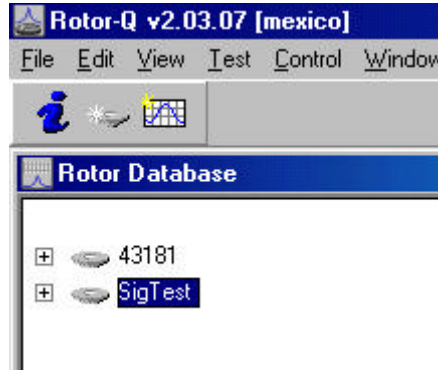 Rotor-Q v2.03.07 [mexico]
File Edit View Test Control Window
Rotor Database
43181
SigTest